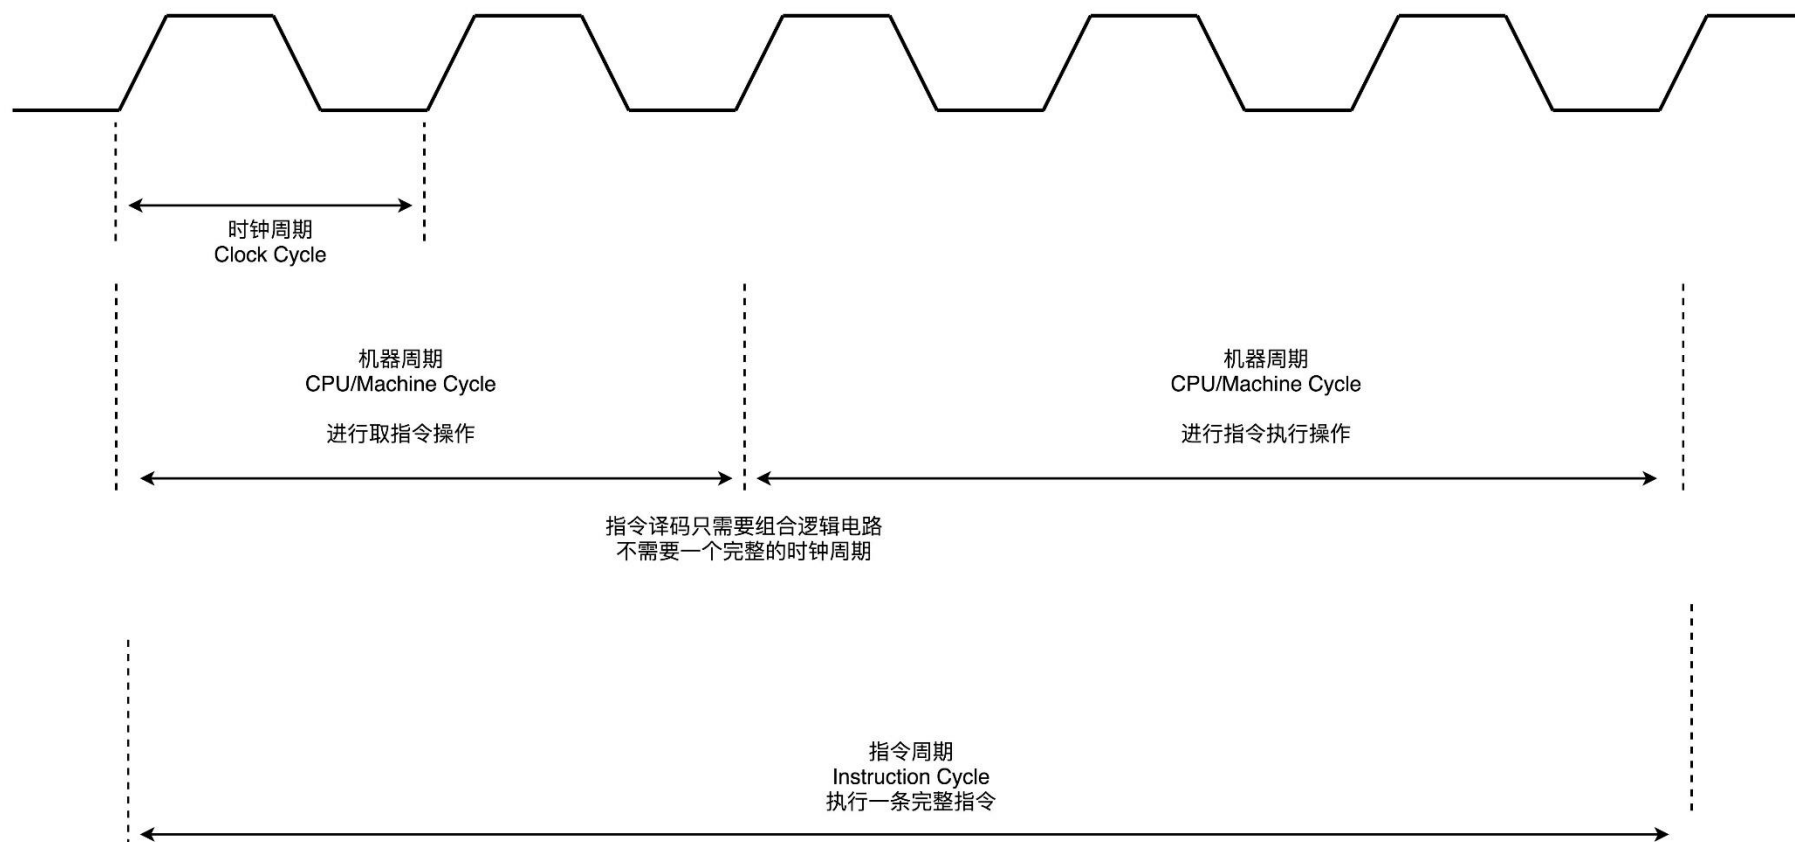 时钟周期
Clock Cycle
机器周期
CPU/Machine Cycle
进行取指令操作
机器周期
CPU/Machine Cycle
进行指令执行操作
指令译码只需要组合逻辑电路
不需要一个完整的时钟周期
指令周期
Instruction Cycle
执行一条完整指令